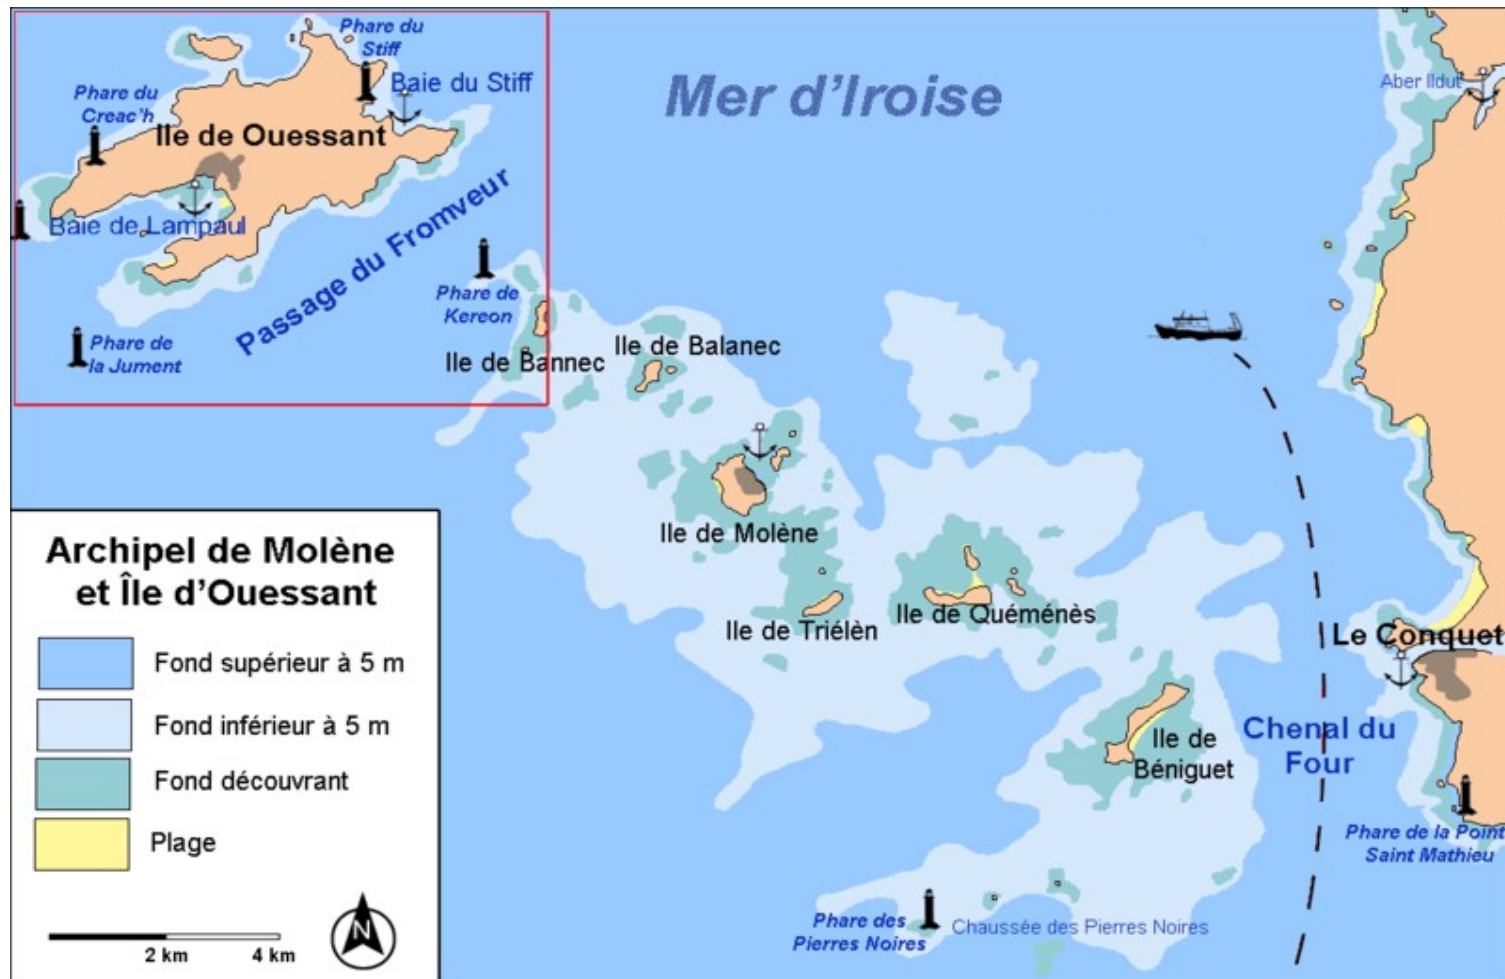 Phare du
Stiff
Baie du Stiff
Phare du
Creac'h
Ile de Ouessant
Baie de Lampaul
Passage du Fromveur
Phare de
Kereon
Phare de
la Jument
Mer d'Iroise
Aber Ildut
Ile de Bannec
Ile de Balanec
Ile de Molène
Ile de Trièlèn
Ile de Quéménès
Le Conquet
Ile de
Béniguet
Chenal du
Four
Phare de la Point
Saint Mathieu
Phare des
Pierres Noires
Chaussée des Pierres Noires
Archipel de Molène
et Île d'Ouessant
Fond supérieur à 5 m
Fond inférieur à 5 m
Fond découvrant
Plage
2 km 4 km
N